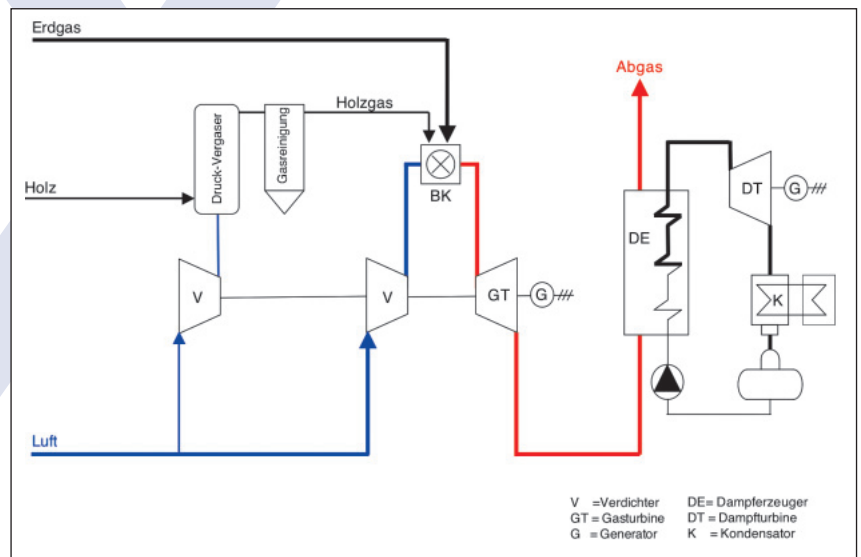 Erdgas
Abgas
Holzgas
Druck-Vergaser
Gasreinigung
Holz
BK
DT
G
DE
V
V
GT
G
K
Luft
V =Verdichter DE= Dampferzeuger
GT = Gasturbine DT = Dampfturbine
G = Generator K = Kondensator